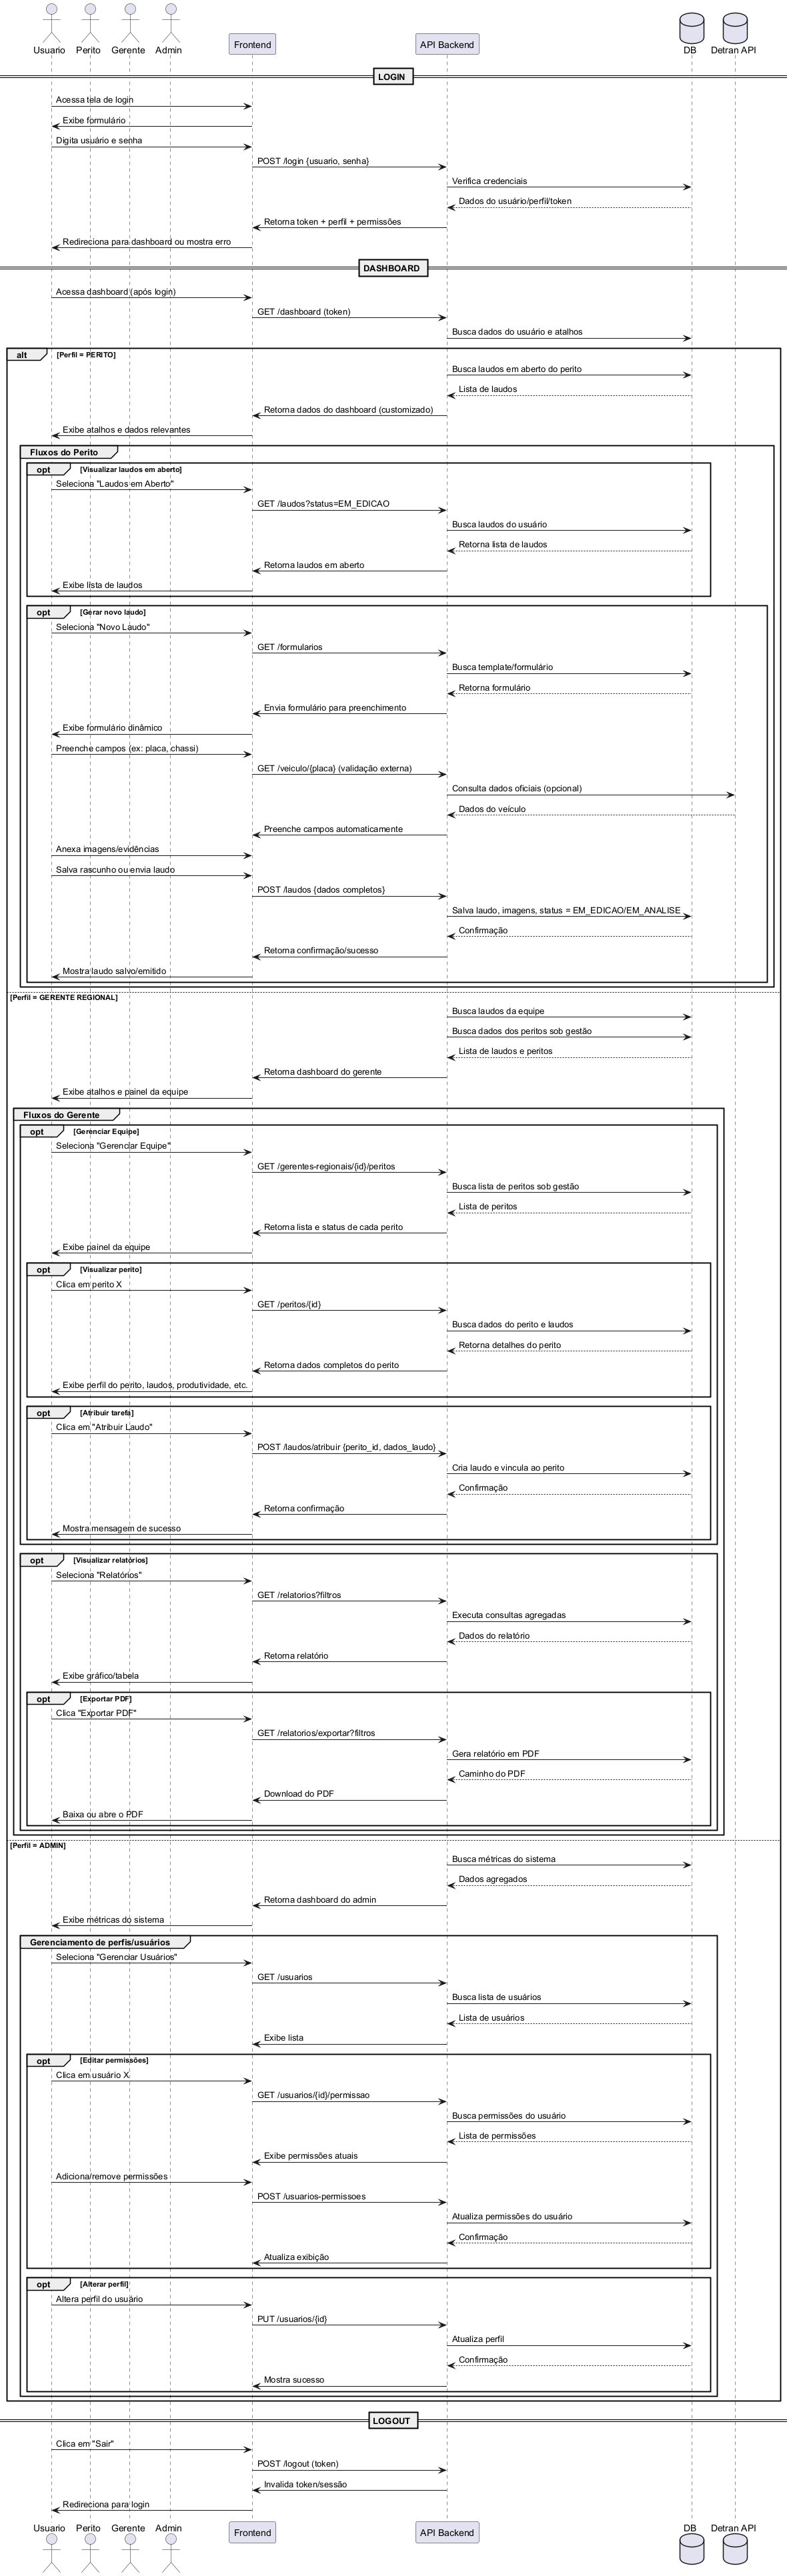 Usuario Perito Gerente Admin Frontend API Backend DB Detran API
LOGIN
Acessa tela de login
Exibe formulário
Digita usuário e senha
POST /login {usuario, senha}
Verifica credenciais
Dados do usuário/perfil/token
Retorna token + perfil + permissões
Redireciona para dashboard ou mostra erro
DASHBOARD
Acessa dashboard (após login)
GET /dashboard (token)
Busca dados do usuário e atalhos
alt [Perfil = PERITO]
Busca laudos em aberto do perito
Lista de laudos
Retorna dados do dashboard (customizado)
Exibe atalhos e dados relevantes
Fluxos do Perito
opt [Visualizar laudos em aberto]
Seleciona "Laudos em Aberto"
GET /laudos?status=EM_EDICAO
Busca laudos do usuário
Retorna lista de laudos
Retorna laudos em aberto
Exibe lista de laudos
opt [Gerar novo laudo]
Seleciona "Novo Laudo"
GET /formularios
Busca template/formulário
Retorna formulário
Envia formulário para preenchimento
Exibe formulário dinâmico
Preenche campos (ex: placa, chassi)
GET /veiculo/{placa} (validação externa)
Consulta dados oficiais (opcional)
Dados do veículo
Preenche campos automaticamente
Anexa imagens/evidências
Salva rascunho ou envia laudo
POST /laudos {dados completos}
Salva laudo, imagens, status = EM_EDICAO/EM_ANALISE
Confirmação
Retorna confirmação/sucesso
Mostra laudo salvo/emitido
[Perfil = GERENTE REGIONAL]
Busca laudos da equipe
Busca dados dos peritos sob gestão
Lista de laudos e peritos
Retorna dashboard do gerente
Exibe atalhos e painel da equipe
Fluxos do Gerente
opt [Gerenciar Equipe]
Seleciona "Gerenciar Equipe"
GET /gerentes-regionais/{id}/peritos
Busca lista de peritos sob gestão
Lista de peritos
Retorna lista e status de cada perito
Exibe painel da equipe
opt [Visualizar perito]
Clica em perito X
GET /peritos/{id}
Busca dados do perito e laudos
Retorna detalhes do perito
Retorna dados completos do perito
Exibe perfil do perito, laudos, produtividade, etc.
opt [Atribuir tarefa]
Clica em "Atribuir Laudo"
POST /laudos/atribuir {perito_id, dados_laudo}
Cria laudo e vincula ao perito
Confirmação
Retorna confirmação
Mostra mensagem de sucesso
opt [Visualizar relatórios]
Seleciona "Relatórios"
GET /relatorios?filtros
Executa consultas agregadas
Dados do relatório
Retorna relatório
Exibe gráfico/tabela
opt [Exportar PDF]
Clica "Exportar PDF"
GET /relatorios/exportar?filtros
Gera relatório em PDF
Caminho do PDF
Download do PDF
Baixa ou abre o PDF
[Perfil = ADMIN]
Busca métricas do sistema
Dados agregados
Retorna dashboard do admin
Exibe métricas do sistema
Gerenciamento de perfis/usuários
Seleciona "Gerenciar Usuários"
GET /usuarios
Busca lista de usuários
Lista de usuários
Exibe lista
opt [Editar permissões]
Clica em usuário X
GET /usuarios/{id}/permissao
Busca permissões do usuário
Lista de permissões
Exibe permissões atuais
Adiciona/remove permissões
POST /usuarios-permissoes
Atualiza permissões do usuário
Confirmação
Atualiza exibição
opt [Alterar perfil]
Altera perfil do usuário
PUT /usuarios/{id}
Atualiza perfil
Confirmação
Mostra sucesso
LOGOUT
Clica em "Sair"
POST /logout (token)
Invalida token/sessão
Redireciona para login
Usuario Perito Gerente Admin Frontend API Backend DB Detran API